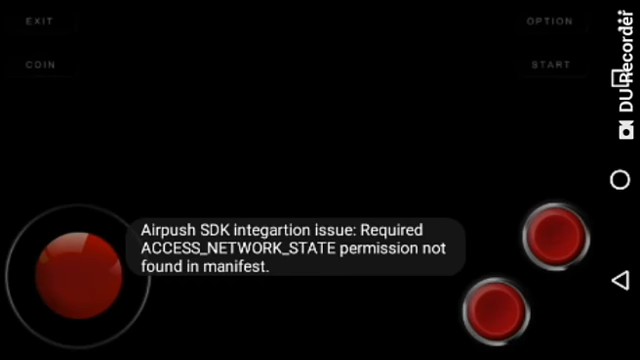 EXIT
OPTION
COIN
START
Airpush SDK integartion issue: Required
ACCESS_NETWORK_STATE permission not
found in manifest.
DU Recorder